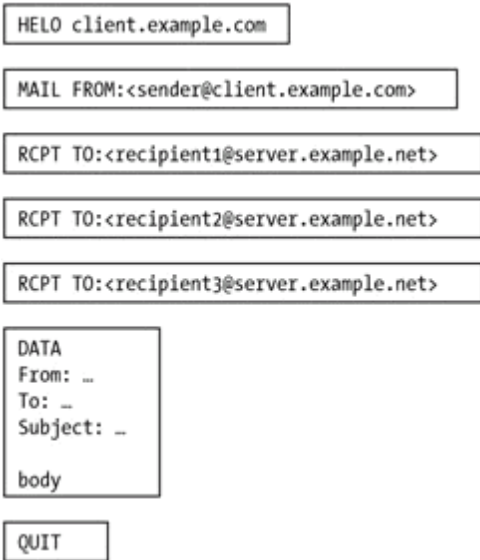 HELO client.example.com
MAIL FROM:<sender@client.example.com>
RCPT TO:<recipient1@server.example.net>
RCPT TO:<recipient2@server.example.net>
RCPT TO:<recipient3@server.example.net>
DATA
From: …
To: …
Subject: …
body
QUIT